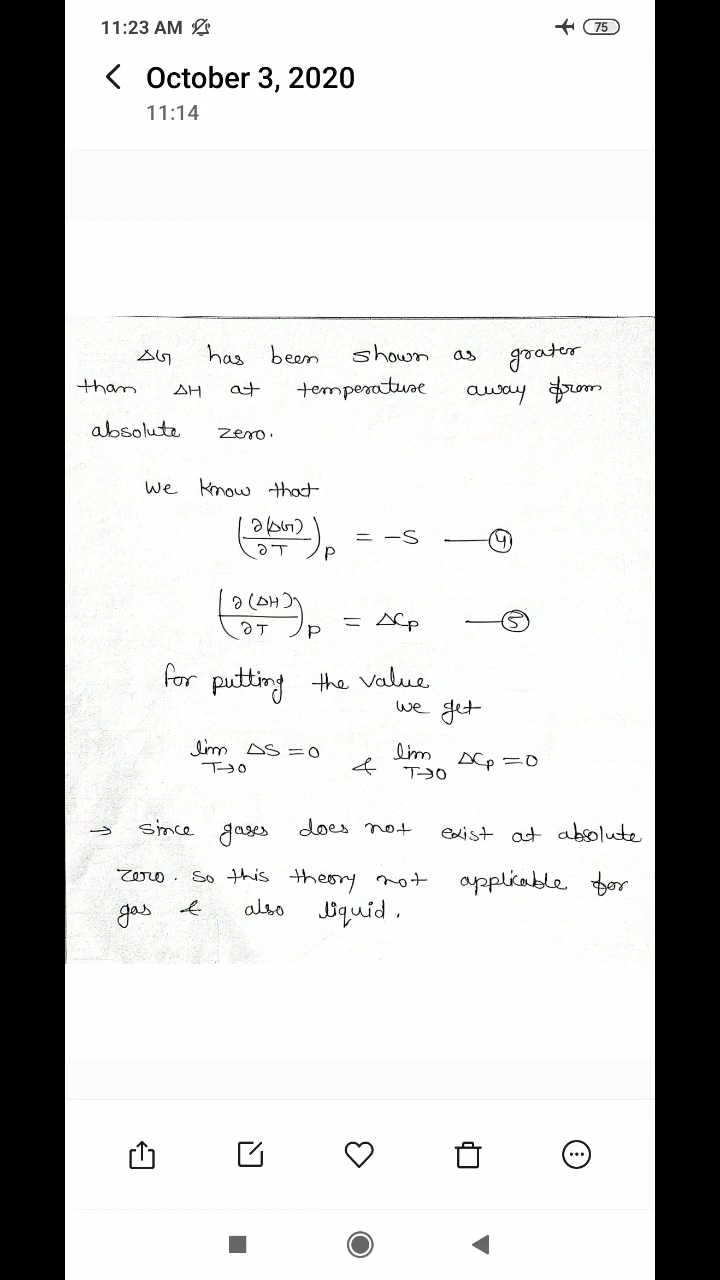 11:23 AM
75
October 3, 2020
11:14
ΔG has been shown as grater
than ΔH at temperature away from
absolute zero.
We know that
(∂(ΔG)/∂T)P = -S —④
(∂(ΔH)/∂T)P = ΔCp —⑤
for putting the value
we get
lim T→0 ΔS = 0 & lim T→0 ΔCp = 0
→ since gases does not exist at absolute
zero. so this theory not applicable for
gas & also liquid.